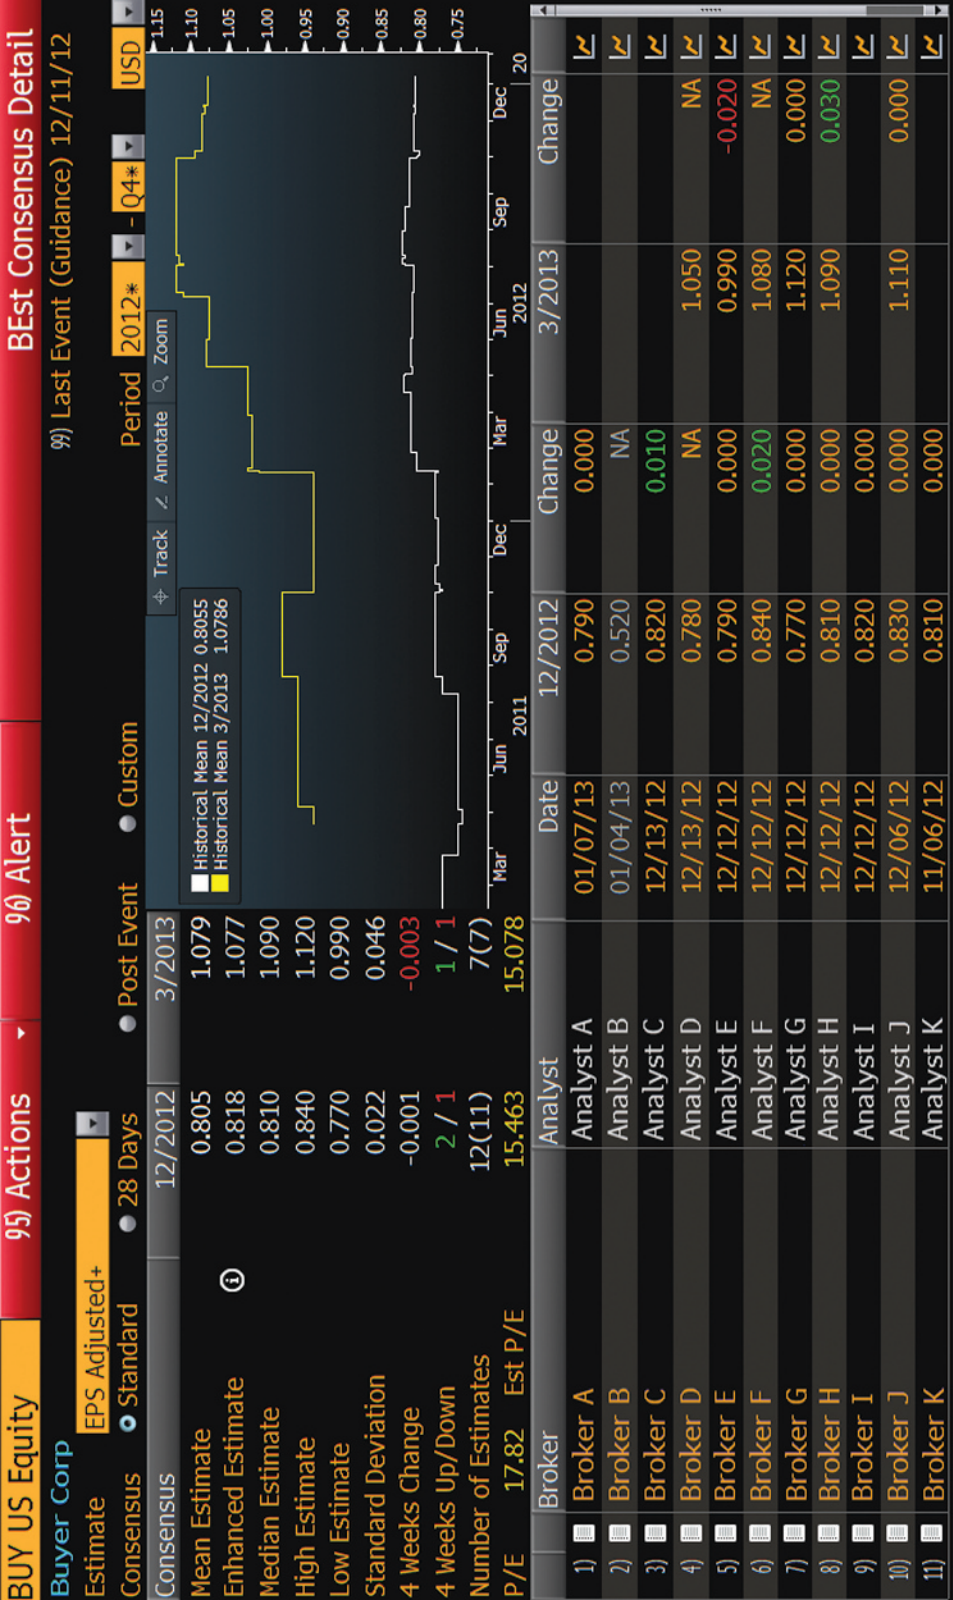 BUY US Equity 95) Actions 96) Alert BEst Consensus Detail
Buyer Corp 99) Last Event (Guidance) 12/11/12
Estimate EPS Adjusted+ Period 2012* - Q4* USD
Consensus Standard 28 Days Post Event Custom
Consensus 12/2012 3/2013
Mean Estimate 0.805 1.079
Enhanced Estimate 0.818 1.077
Median Estimate 0.810 1.090
High Estimate 0.840 1.120
Low Estimate 0.770 0.990
Standard Deviation 0.022 0.046
4 Weeks Change -0.001 -0.003
4 Weeks Up/Down 2 / 1 1 / 1
Number of Estimates 12(11) 7(7)
P/E 17.82 Est P/E 15.463 15.078
Track Annotate Zoom
Historical Mean 12/2012 0.8055
Historical Mean 3/2013 1.0786
1.15
1.10
1.05
1.00
0.95
0.90
0.85
0.80
0.75
Mar Jun Sep Dec Mar Jun Sep Dec
2011 2012 20
Broker Analyst Date 12/2012 Change 3/2013 Change
1) Broker A Analyst A 01/07/13 0.790 0.000
2) Broker B Analyst B 01/04/13 0.520 NA
3) Broker C Analyst C 12/13/12 0.820 0.010
4) Broker D Analyst D 12/13/12 0.780 NA 1.050 NA
5) Broker E Analyst E 12/12/12 0.790 0.000 0.990 -0.020
6) Broker F Analyst F 12/12/12 0.840 0.020 1.080 NA
7) Broker G Analyst G 12/12/12 0.770 0.000 1.120 0.000
8) Broker H Analyst H 12/12/12 0.810 0.000 1.090 0.030
9) Broker I Analyst I 12/12/12 0.820 0.000
10) Broker J Analyst J 12/06/12 0.830 0.000 1.110 0.000
11) Broker K Analyst K 11/06/12 0.810 0.000